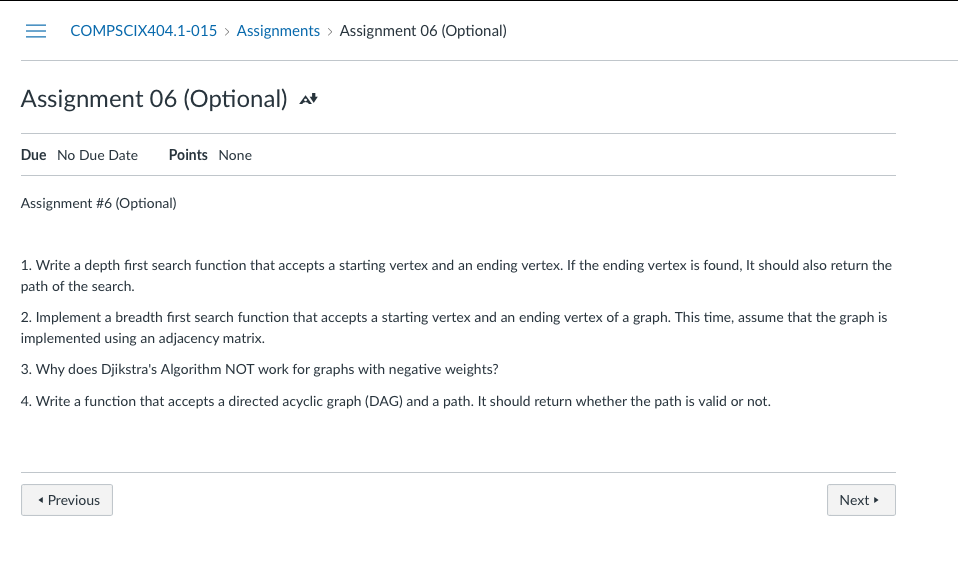 COMPSCIX404.1-015 › Assignments › Assignment 06 (Optional)
Assignment 06 (Optional)
Due No Due Date Points None
Assignment #6 (Optional)
1. Write a depth first search function that accepts a starting vertex and an ending vertex. If the ending vertex is found, It should also return the
path of the search.
2. Implement a breadth first search function that accepts a starting vertex and an ending vertex of a graph. This time, assume that the graph is
implemented using an adjacency matrix.
3. Why does Djikstra's Algorithm NOT work for graphs with negative weights?
4. Write a function that accepts a directed acyclic graph (DAG) and a path. It should return whether the path is valid or not.
Previous Next